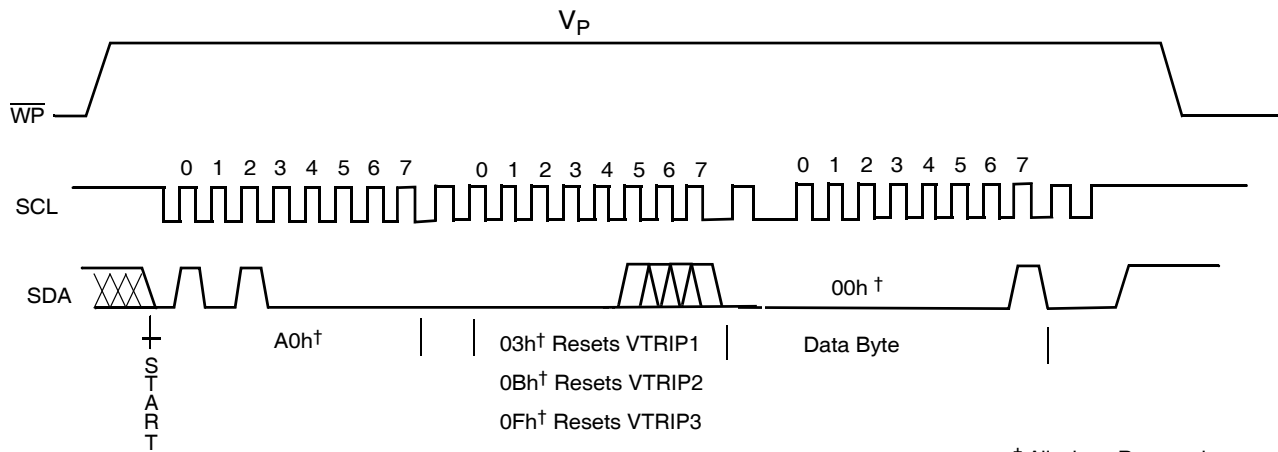 VP
WP
0 1 2 3 4 5 6 7 0 1 2 3 4 5 6 7 0 1 2 3 4 5 6 7
SCL
SDA
00h †
A0h†
03h† Resets VTRIP1
Data Byte
0Bh† Resets VTRIP2
0Fh† Resets VTRIP3
START